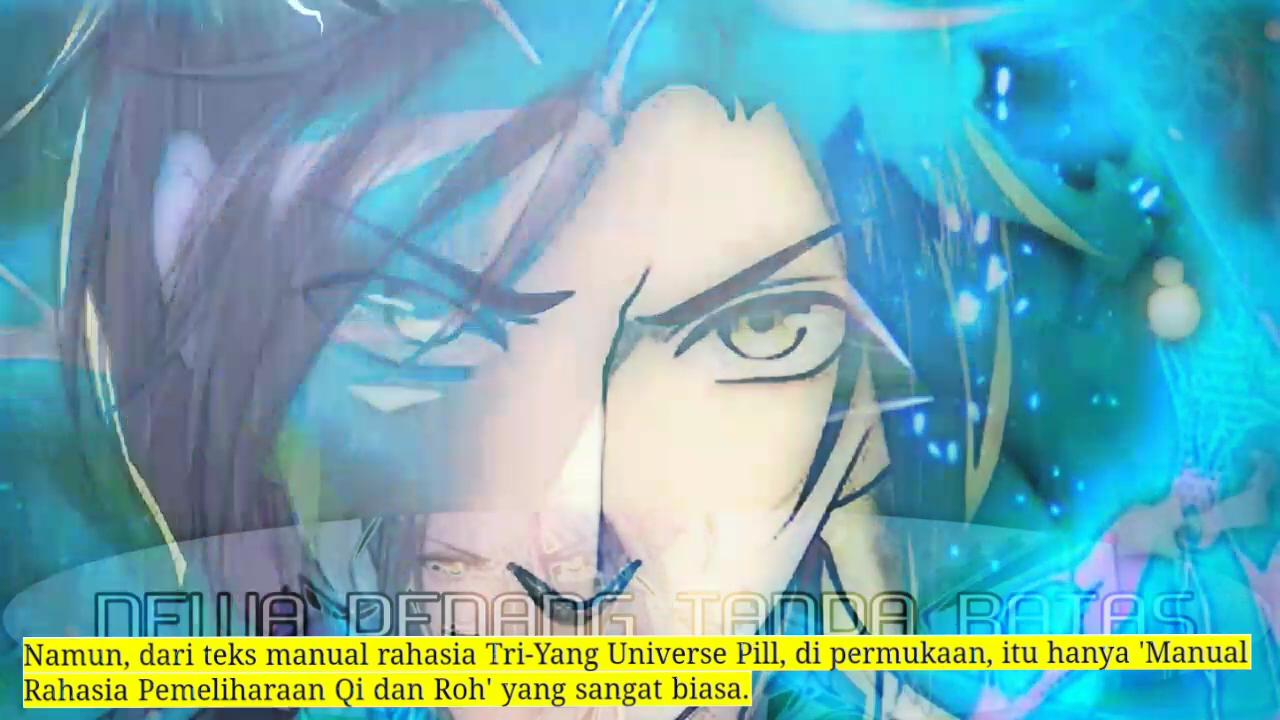 DEWA PEDANG TANPA BATAS
Namun, dari teks manual rahasia Tri-Yang Universe Pill, di permukaan, itu hanya 'Manual
Rahasia Pemeliharaan Qi dan Roh' yang sangat biasa.